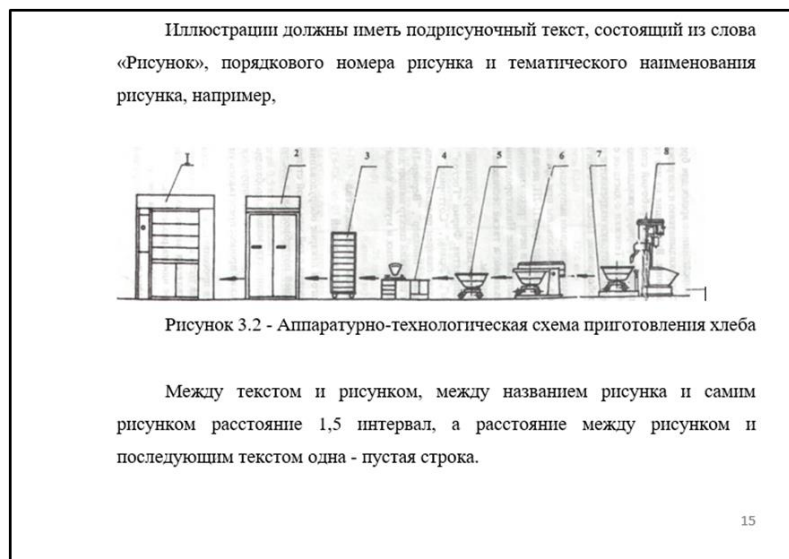 Иллюстрации должны иметь подрисуночный текст, состоящий из слова
«Рисунок», порядкового номера рисунка и тематического наименования
рисунка, например,
1 2 3 4 5 6 7 8
Рисунок 3.2 - Аппаратурно-технологическая схема приготовления хлеба
Между текстом и рисунком, между названием рисунка и самим
рисунком расстояние 1,5 интервал, а расстояние между рисунком и
последующим текстом одна - пустая строка.
15